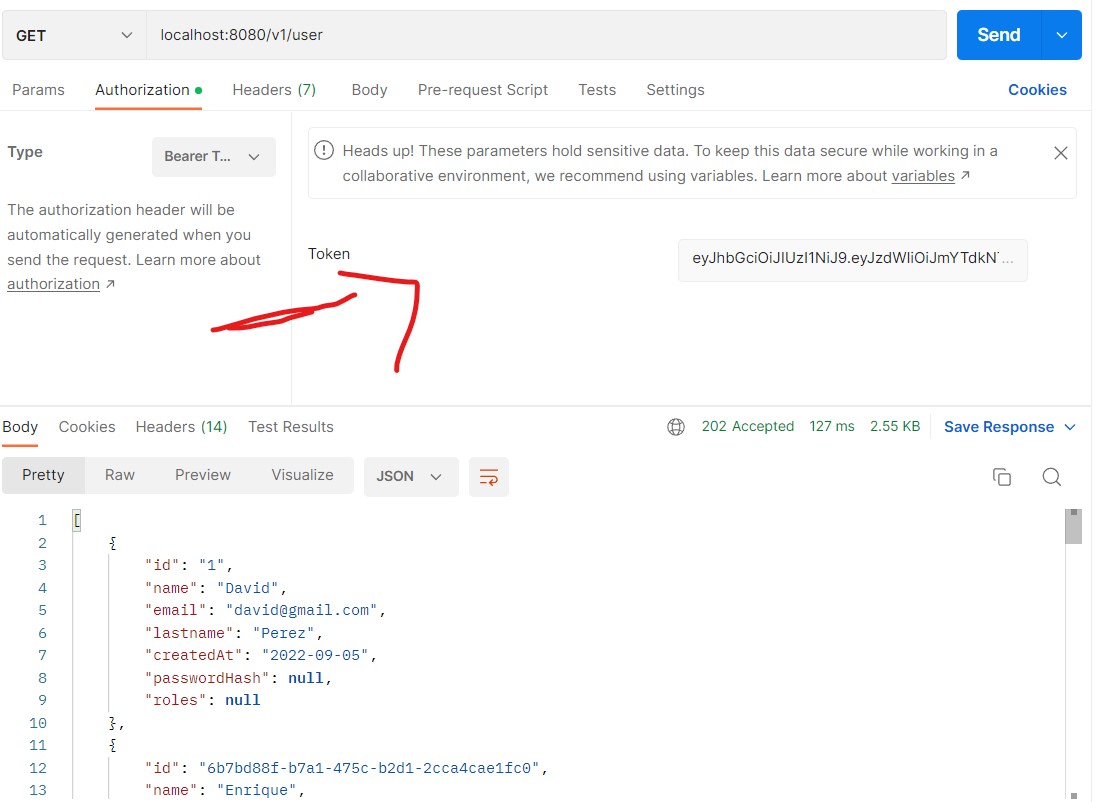 GET
localhost:8080/v1/user
Send
Params Authorization Headers (7) Body Pre-request Script Tests Settings Cookies
Type
Bearer T...
The authorization header will be
automatically generated when you
send the request. Learn more about
authorization ↗
Heads up! These parameters hold sensitive data. To keep this data secure while working in a
collaborative environment, we recommend using variables. Learn more about variables ↗
Token
eyJhbGciOiJIUzI1NiJ9.eyJzdWIiOiJmYTdkN...
Body Cookies Headers (14) Test Results
202 Accepted 127 ms 2.55 KB Save Response
Pretty Raw Preview Visualize JSON
1 [
2 {
3 "id": "1",
4 "name": "David",
5 "email": "david@gmail.com",
6 "lastname": "Perez",
7 "createdAt": "2022-09-05",
8 "passwordHash": null,
9 "roles": null
10 },
11 {
12 "id": "6b7bd88f-b7a1-475c-b2d1-2cca4cae1fc0",
13 "name": "Enrique",